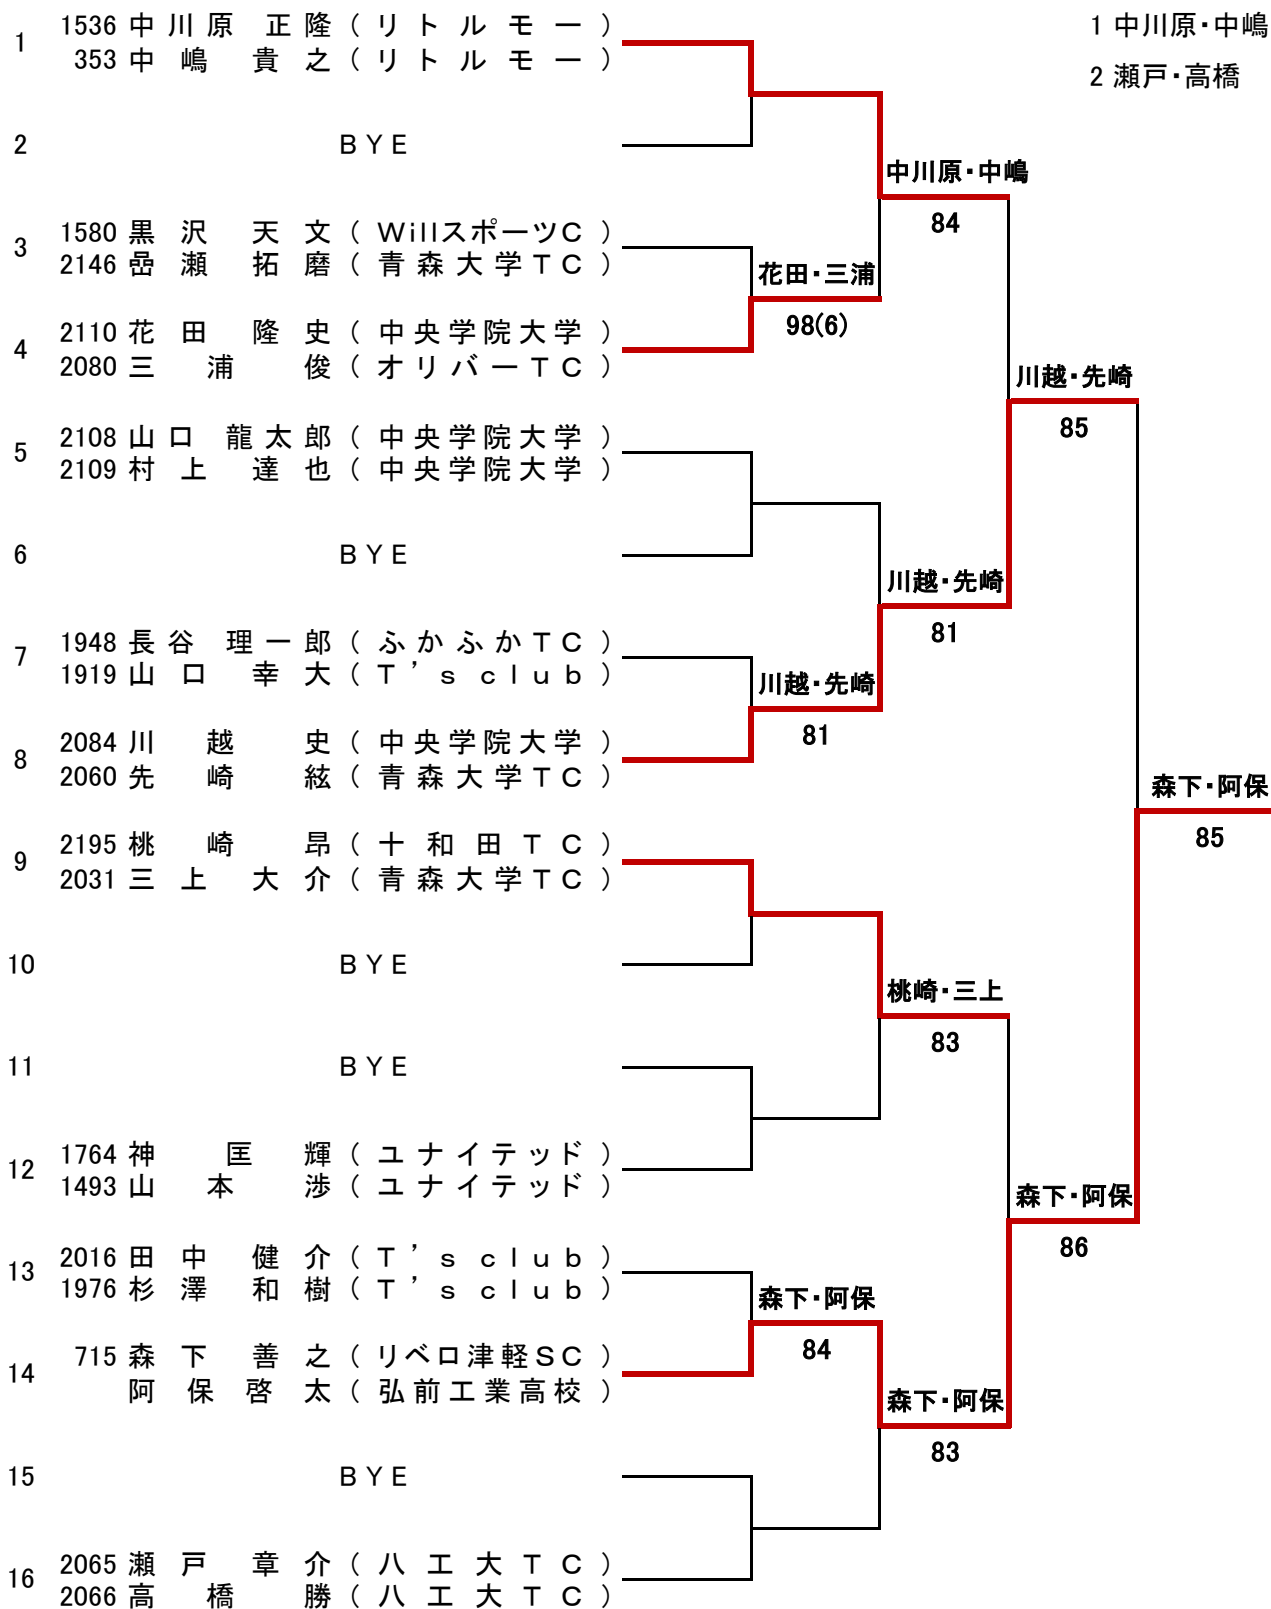 1 中川原・中嶋
2 瀬戸・高橋
1 1536 中川原 正隆 ( リトルモー )
353 中嶋 貴之 ( リトルモー )
2 BYE
中川原・中嶋
84
3 1580 黒沢 天文 ( WillスポーツC )
2146 嵒瀬 拓磨 ( 青森大学TC )
花田・三浦
98(6)
4 2110 花田 隆史 ( 中央学院大学 )
2080 三浦 俊 ( オリバーTC )
川越・先崎
85
5 2108 山口 龍太郎 ( 中央学院大学 )
2109 村上 達也 ( 中央学院大学 )
6 BYE
川越・先崎
81
7 1948 長谷 理一郎 ( ふかふかTC )
1919 山口 幸大 ( T’s club )
川越・先崎
81
8 2084 川越 史 ( 中央学院大学 )
2060 先崎 絃 ( 青森大学TC )
森下・阿保
85
9 2195 桃崎 昂 ( 十和田TC )
2031 三上 大介 ( 青森大学TC )
10 BYE
桃崎・三上
83
11 BYE
12 1764 神 匡輝 ( ユナイテッド )
1493 山本 渉 ( ユナイテッド )
森下・阿保
86
13 2016 田中 健介 ( T’s club )
1976 杉澤 和樹 ( T’s club )
森下・阿保
84
14 715 森下 善之 ( リベロ津軽SC )
阿保 啓太 ( 弘前工業高校 )
森下・阿保
83
15 BYE
16 2065 瀬戸 章介 ( 八工大TC )
2066 高橋 勝 ( 八工大TC )